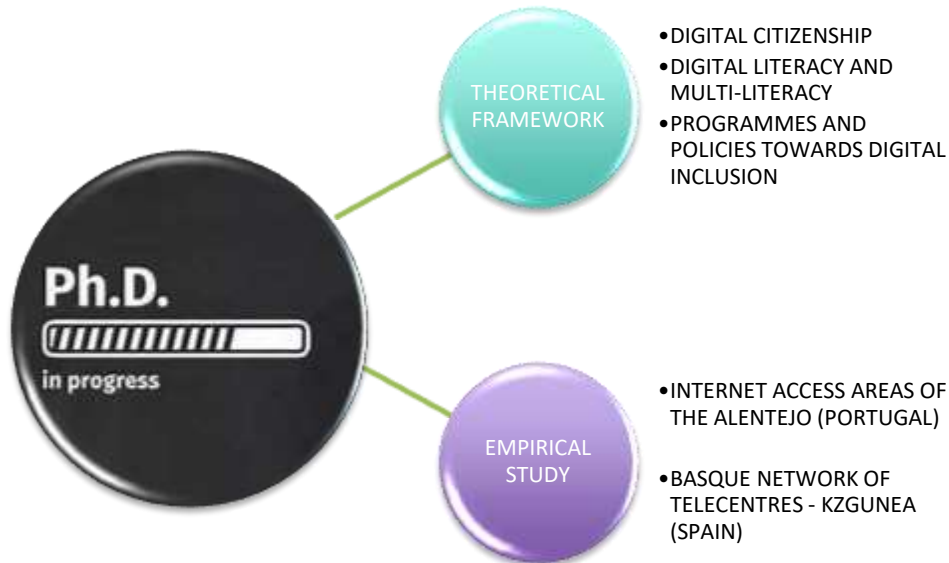 Ph.D.
in progress
THEORETICAL
FRAMEWORK
•DIGITAL CITIZENSHIP
•DIGITAL LITERACY AND
MULTI-LITERACY
•PROGRAMMES AND
POLICIES TOWARDS DIGITAL
INCLUSION
EMPIRICAL
STUDY
•INTERNET ACCESS AREAS OF
THE ALENTEJO (PORTUGAL)
•BASQUE NETWORK OF
TELECENTRES - KZGUNEA
(SPAIN)